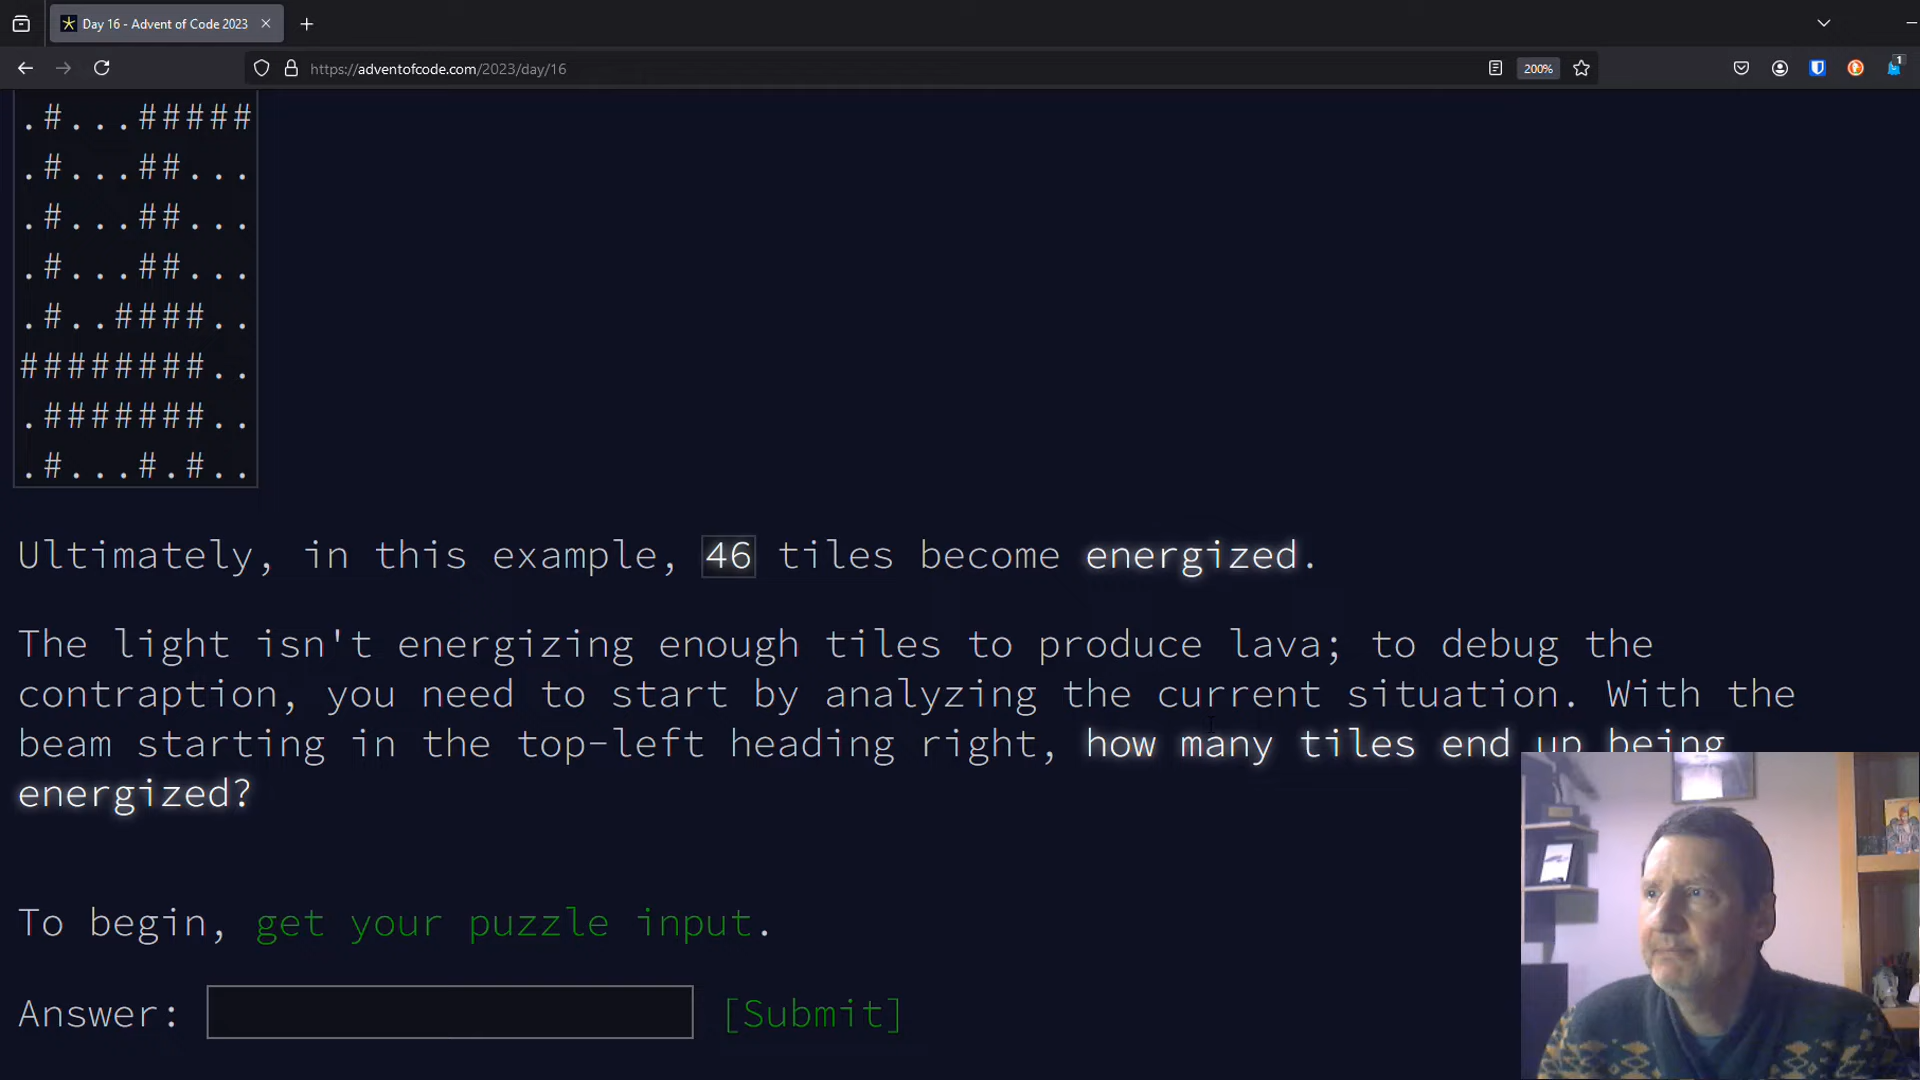 Day 16 - Advent of Code 2023
https://adventofcode.com/2023/day/16
200%
1
.#...#####
.#...##...
.#...##...
.#...##...
.#..####..
########..
.#######..
.#...#.#..
Ultimately, in this example, 46 tiles become energized.
The light isn't energizing enough tiles to produce lava; to debug the
contraption, you need to start by analyzing the current situation. With the
beam starting in the top-left heading right, how many tiles end up being
energized?
To begin, get your puzzle input.
Answer:
[Submit]